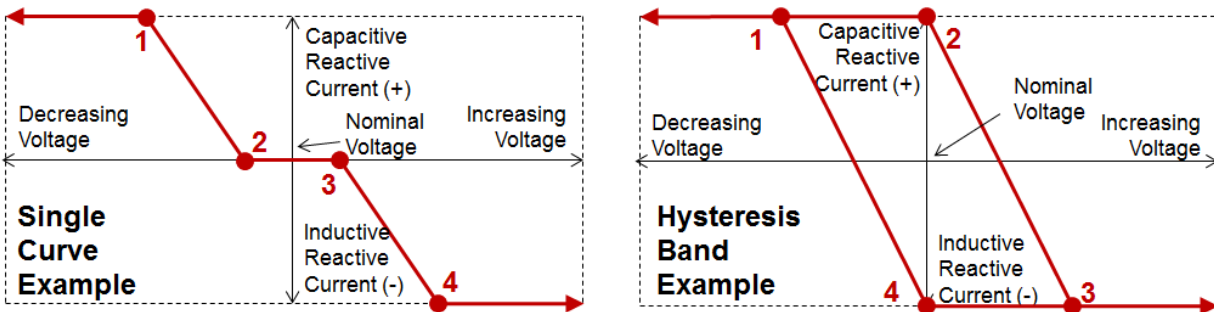 1
Capacitive
Reactive
Current (+)
Decreasing
Voltage
Nominal
Voltage
Increasing
Voltage
2
3
Single
Curve
Example
Inductive
Reactive
Current (-)
4
1
Capacitive
Reactive
Current (+)
2
Nominal
Voltage
Decreasing
Voltage
Increasing
Voltage
Hysteresis
Band
Example
Inductive
Reactive
Current (-)
4
3